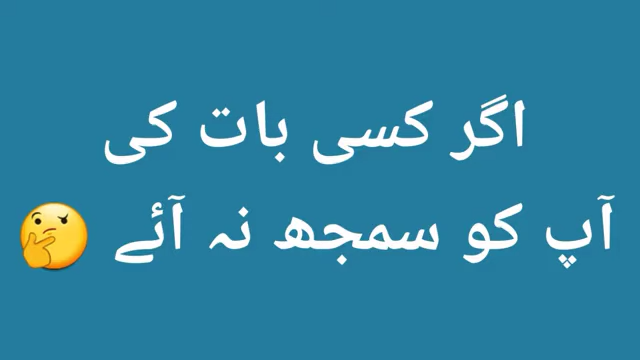 اگر کسی بات کی
آپ کو سمجھ نہ آئے 🤔